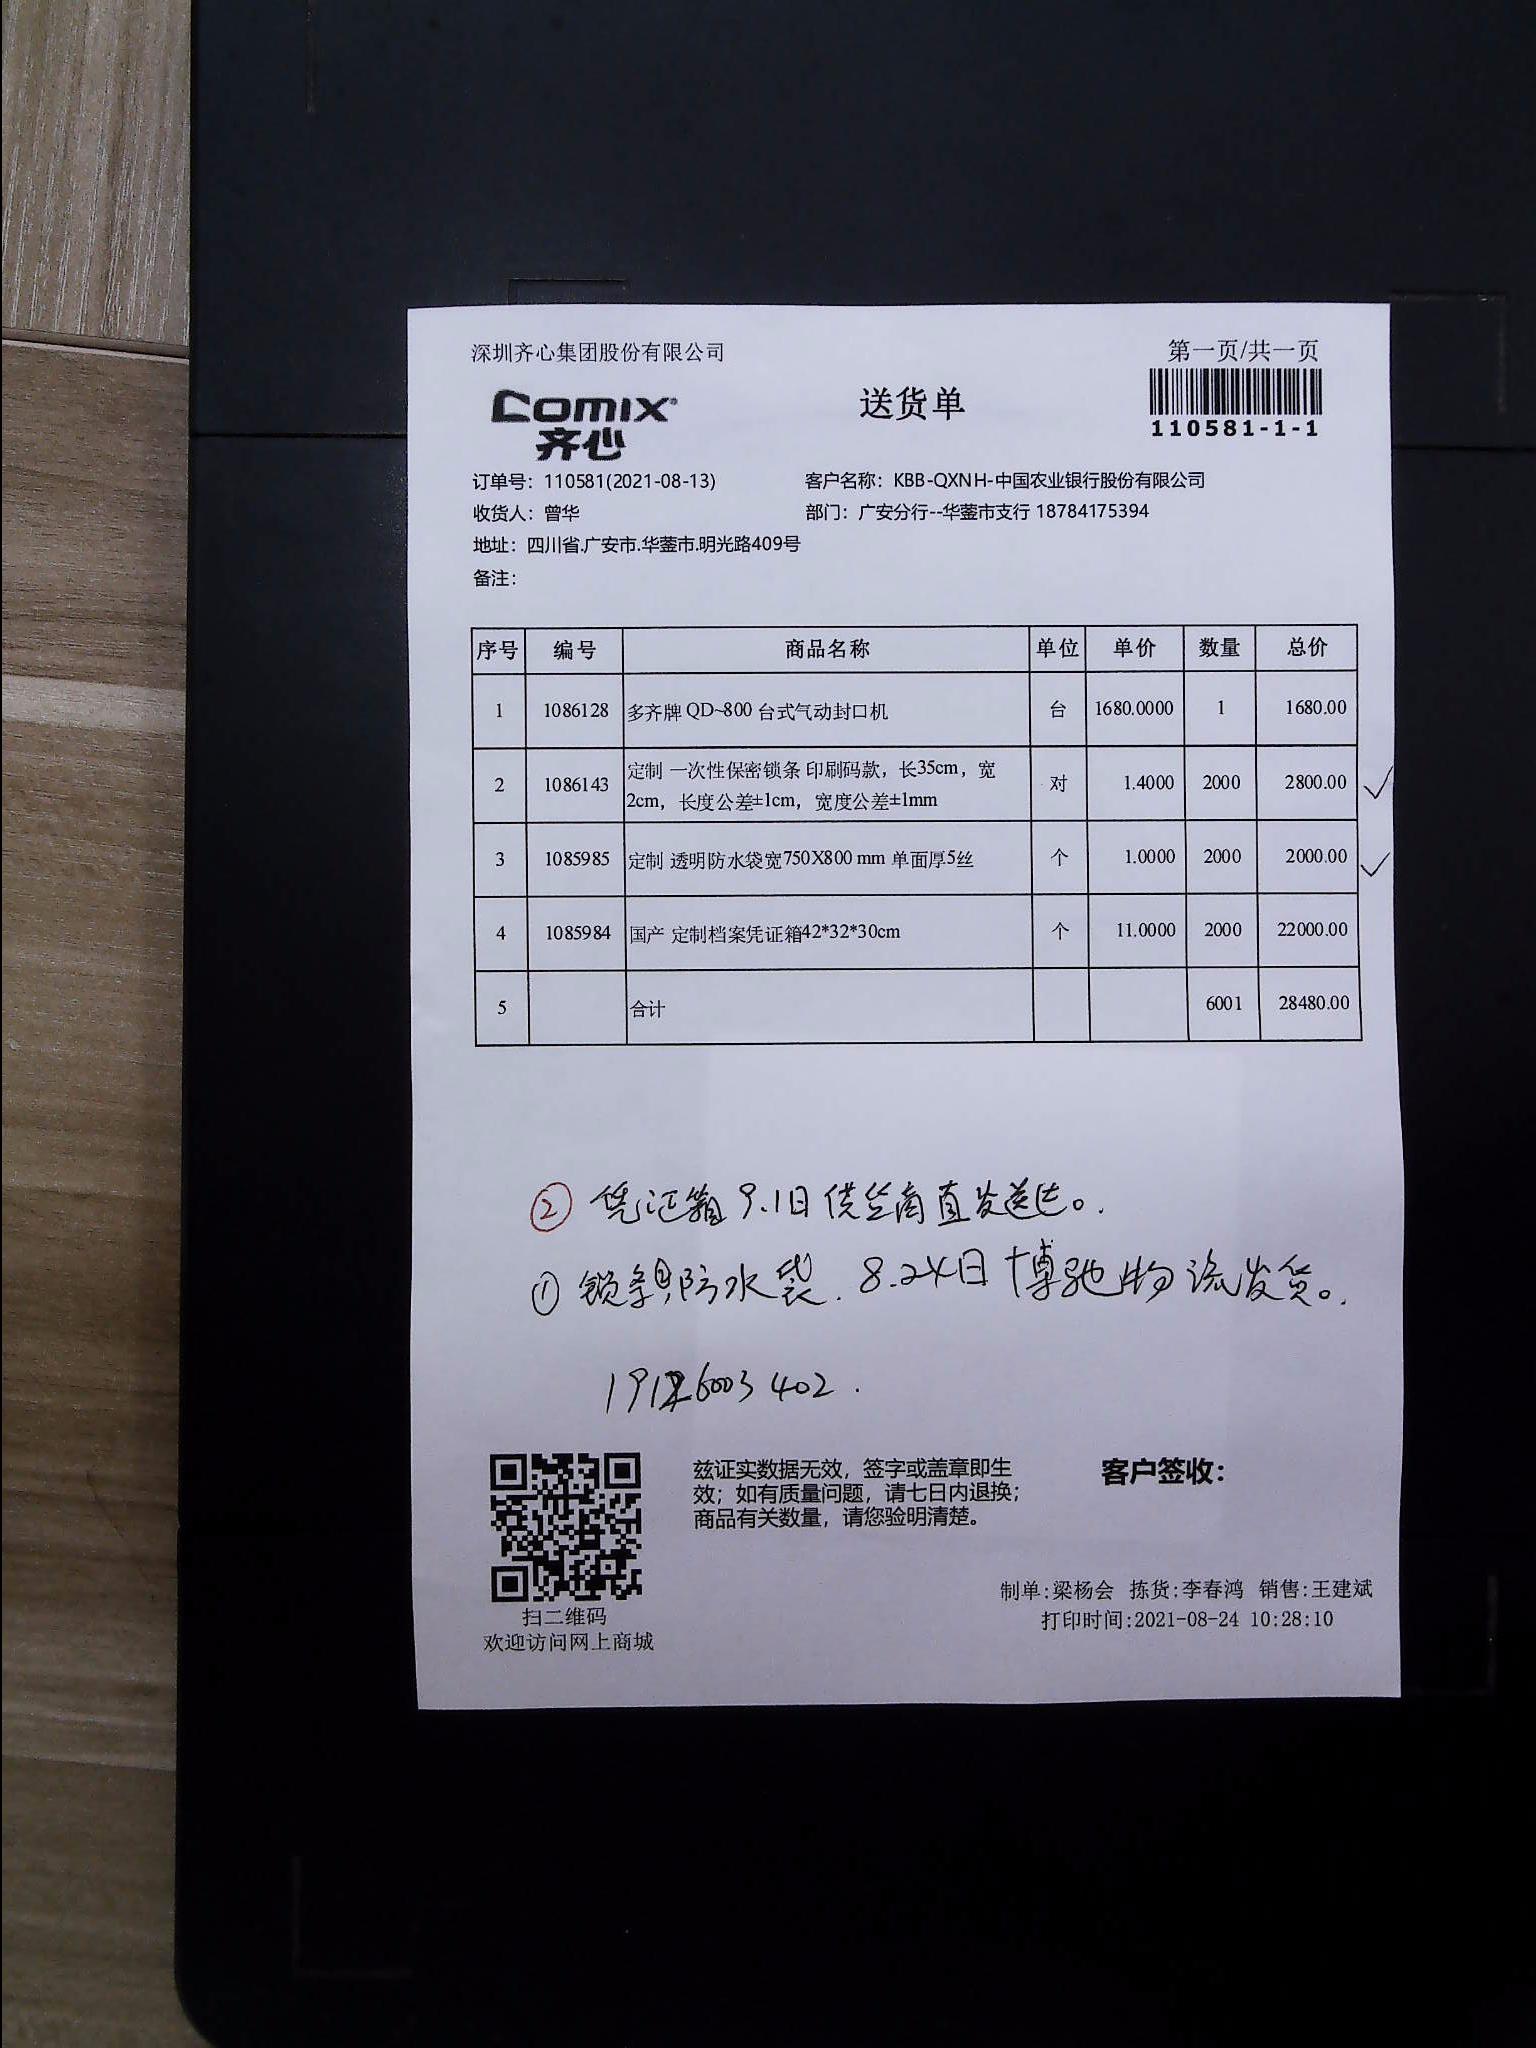 深圳齐心集团股份有限公司
第一页/共一页
comix
齐心
送货单
110581-1-1
订单号：110581(2021-08-13)
客户名称：KBB-QXNH-中国农业银行股份有限公司
收货人：曾华
部门：广安分行--华蓥市支行 18784175394
地址：四川省.广安市.华蓥市.明光路409号
备注：
序号 编号 商品名称 单位 单价 数量 总价
1 1086128 多齐牌 QD~800 台式气动封口机 台 1680.0000 1 1680.00
2 1086143 定制 一次性保密锁条 印刷码款，长35cm，宽 对 1.4000 2000 2800.00
2cm，长度公差±1cm，宽度公差±1mm
3 1085985 定制 透明防水袋宽750X800 mm 单面厚5丝 个 1.0000 2000 2000.00
4 1085984 国产 定制档案凭证箱42*32*30cm 个 11.0000 2000 22000.00
5 合计 6001 28480.00
② 凭证箱 9.1日供应商直发送达。
① 锁条 防水袋. 8.24日博驰物流发货。
6003402.
兹证实数据无效，签字或盖章即生
效；如有质量问题，请七日内退换；
商品有关数量，请您验明清楚。
客户签收：
扫二维码
欢迎访问网上商城
制单:梁杨会 拣货:李春鸿 销售:王建斌
打印时间:2021-08-24 10:28:10